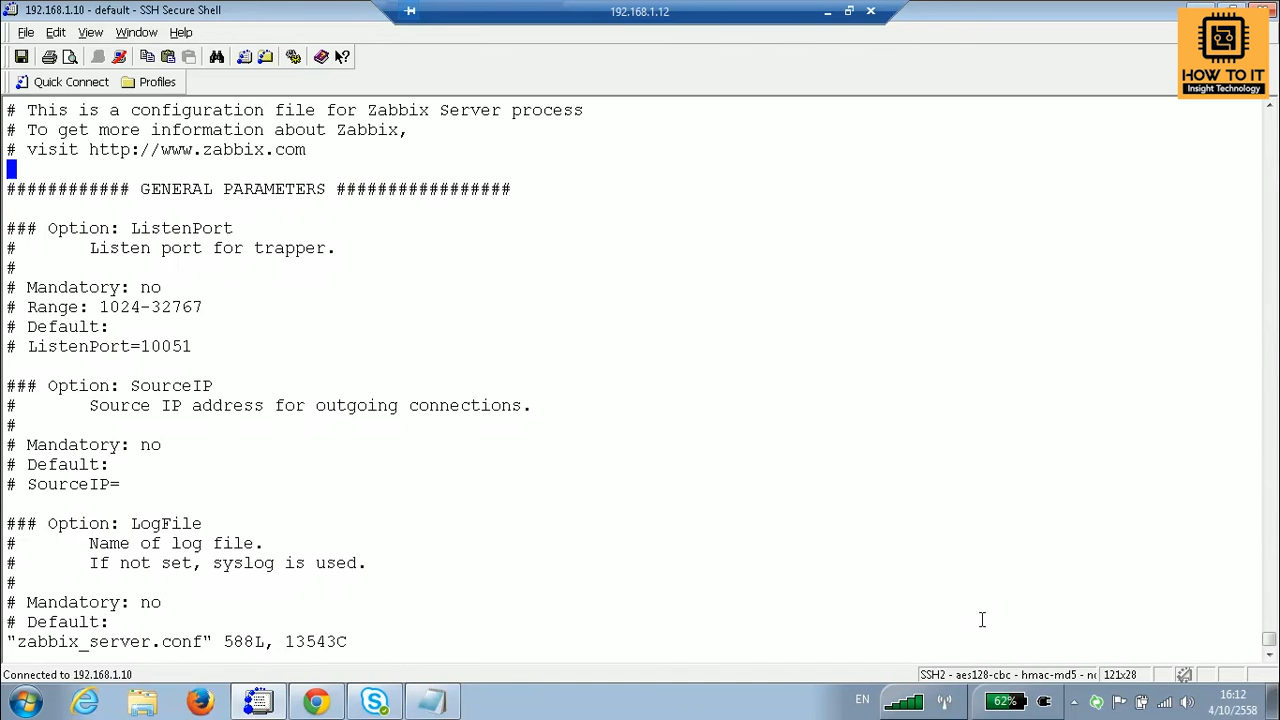 192.168.1.10 - default - SSH Secure Shell
192.168.1.12
File Edit View Window Help
Quick Connect Profiles
HOW TO IT
Insight Technology
# This is a configuration file for Zabbix Server process
# To get more information about Zabbix,
# visit http://www.zabbix.com
############ GENERAL PARAMETERS #################
### Option: ListenPort
# Listen port for trapper.
#
# Mandatory: no
# Range: 1024-32767
# Default:
# ListenPort=10051
### Option: SourceIP
# Source IP address for outgoing connections.
#
# Mandatory: no
# Default:
# SourceIP=
### Option: LogFile
# Name of log file.
# If not set, syslog is used.
#
# Mandatory: no
# Default:
"zabbix_server.conf" 588L, 13543C
Connected to 192.168.1.10
SSH2 - aes128-cbc - hmac-md5 - nc
121x28
EN
62%
16:12
4/10/2558